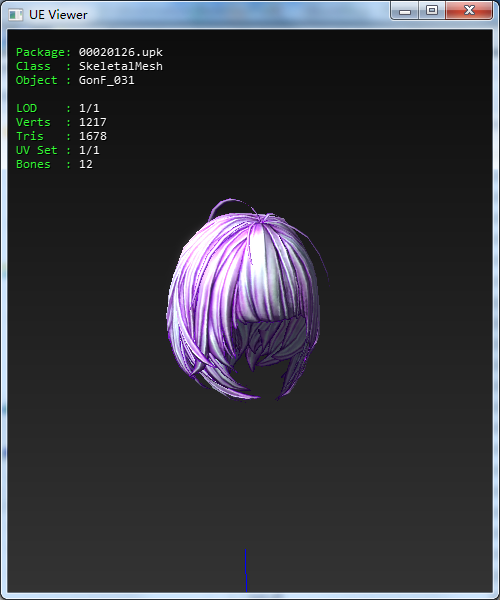 UE Viewer
Package: 00020126.upk
Class  : SkeletalMesh
Object : GonF_031
LOD    : 1/1
Verts  : 1217
Tris   : 1678
UV Set : 1/1
Bones  : 12